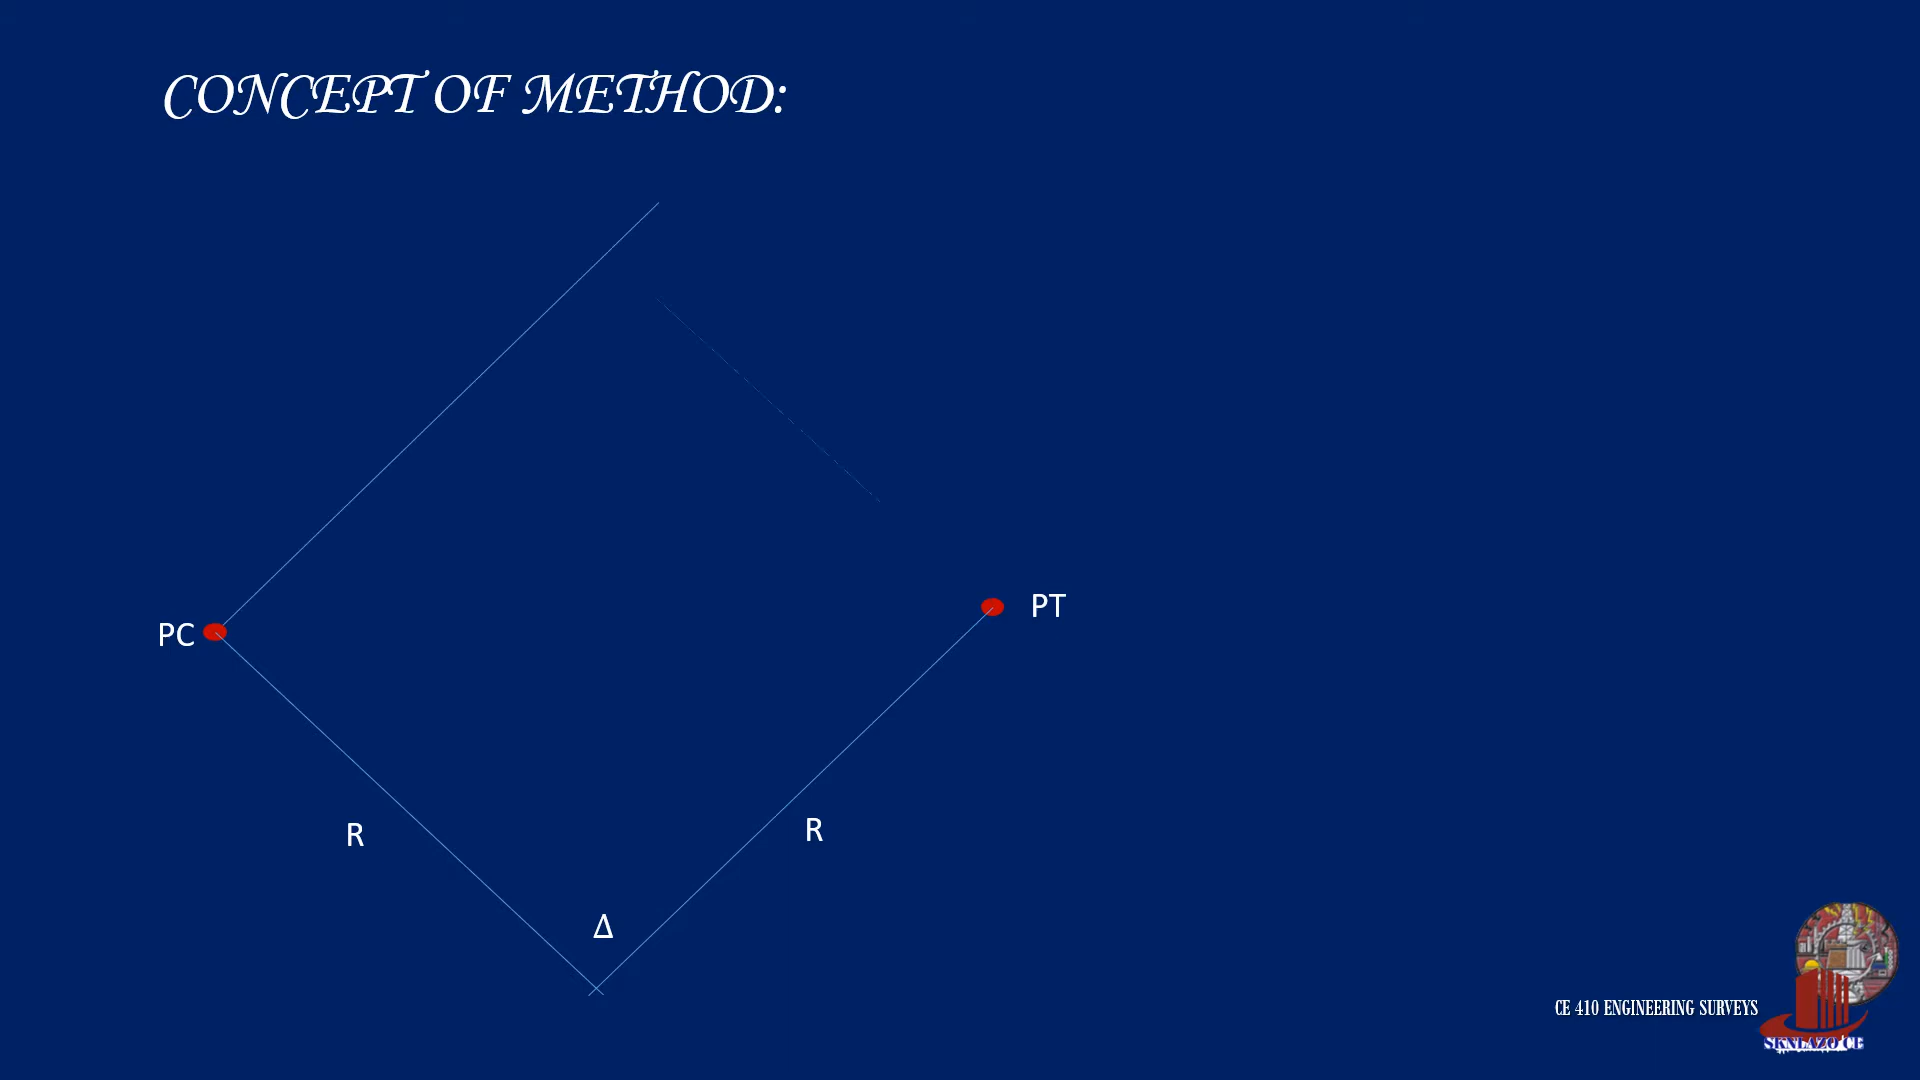 CONCEPT OF METHOD:
PC
PT
R
R
Δ
CE 410 ENGINEERING SURVEYS